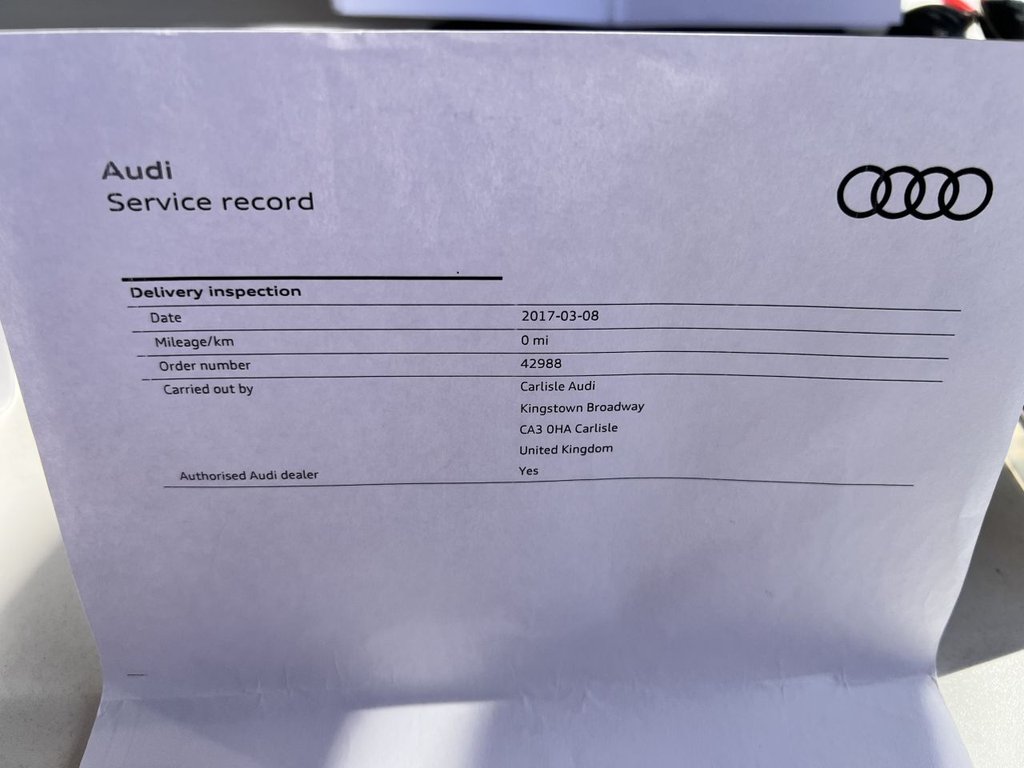 Audi
Service record
Delivery inspection
Date 2017-03-08
Mileage/km 0 mi
Order number 42988
Carried out by Carlisle Audi
Kingstown Broadway
CA3 0HA Carlisle
United Kingdom
Authorised Audi dealer Yes